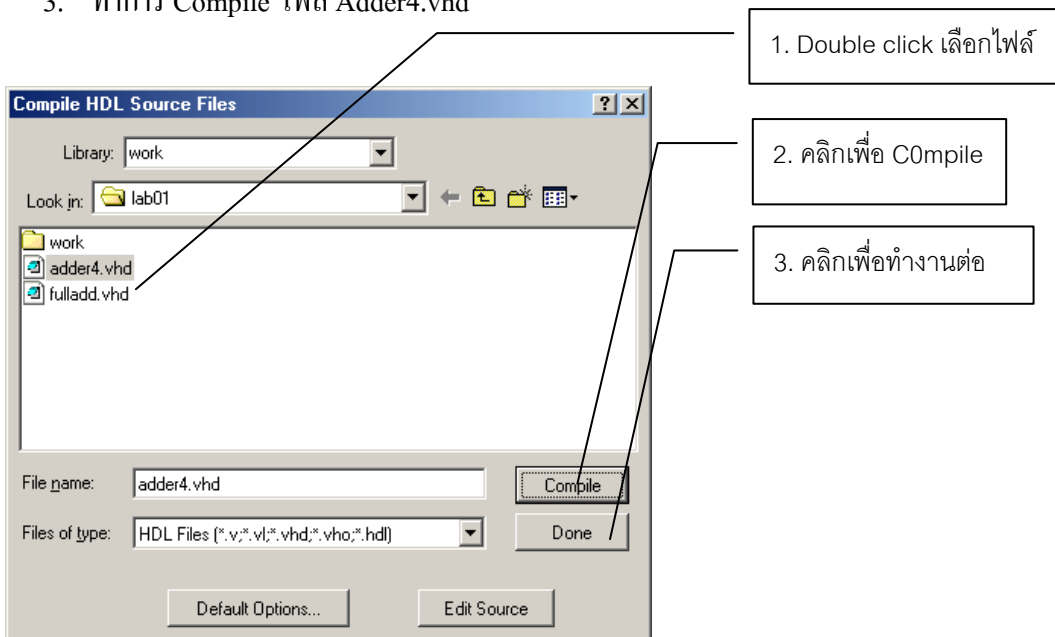 3. ทำการ Compile ไฟล์ Adder4.vhd
1. Double click เลือกไฟล์
Compile HDL Source Files
Library: work
2. คลิกเพื่อ C0mpile
Look in: lab01
work
adder4.vhd
fulladd.vhd
3. คลิกเพื่อทำงานต่อ
File name: adder4.vhd
Compile
Files of type: HDL Files (*.v;*.vl;*.vhd;*.vho;*.hdl)
Done
Default Options...
Edit Source